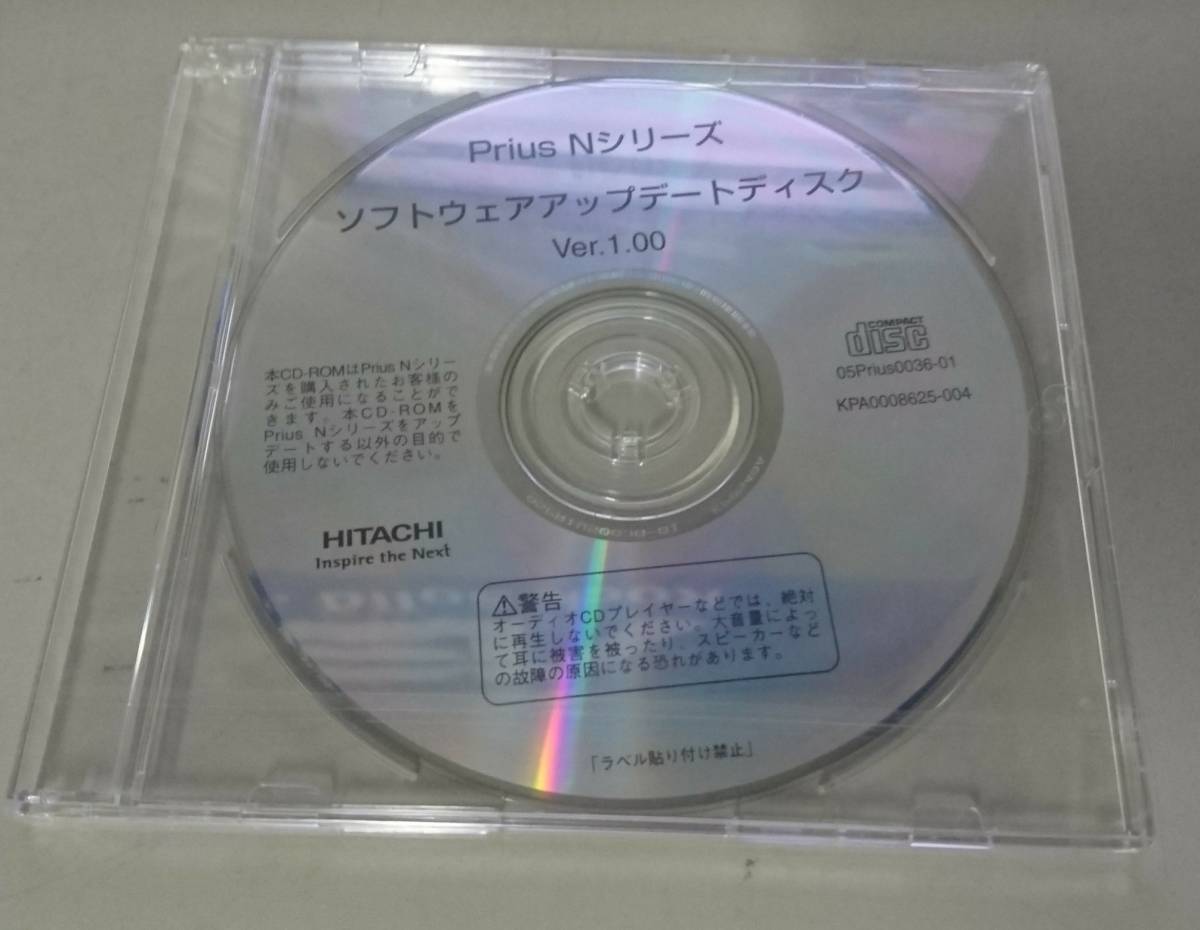 Prius Nシリーズ
ソフトウェアアップデートディスク
Ver.1.00
COMPACT
disc
05Prius0036-01
KPA0008625-004
本CD-ROMはPrius Nシリー
ズを購入されたお客様の
みご使用になることがで
きます。本CD-ROMを
Prius Nシリーズをアップ
デートする以外の目的で
使用しないでください。
HITACHI
Inspire the Next
警告
オーディオCDプレイヤーなどでは、絶対
に再生しないでください。大音量によっ
て耳に被害を被ったり、スピーカーなど
の故障の原因になる恐れがあります。
「ラベル貼り付け禁止」